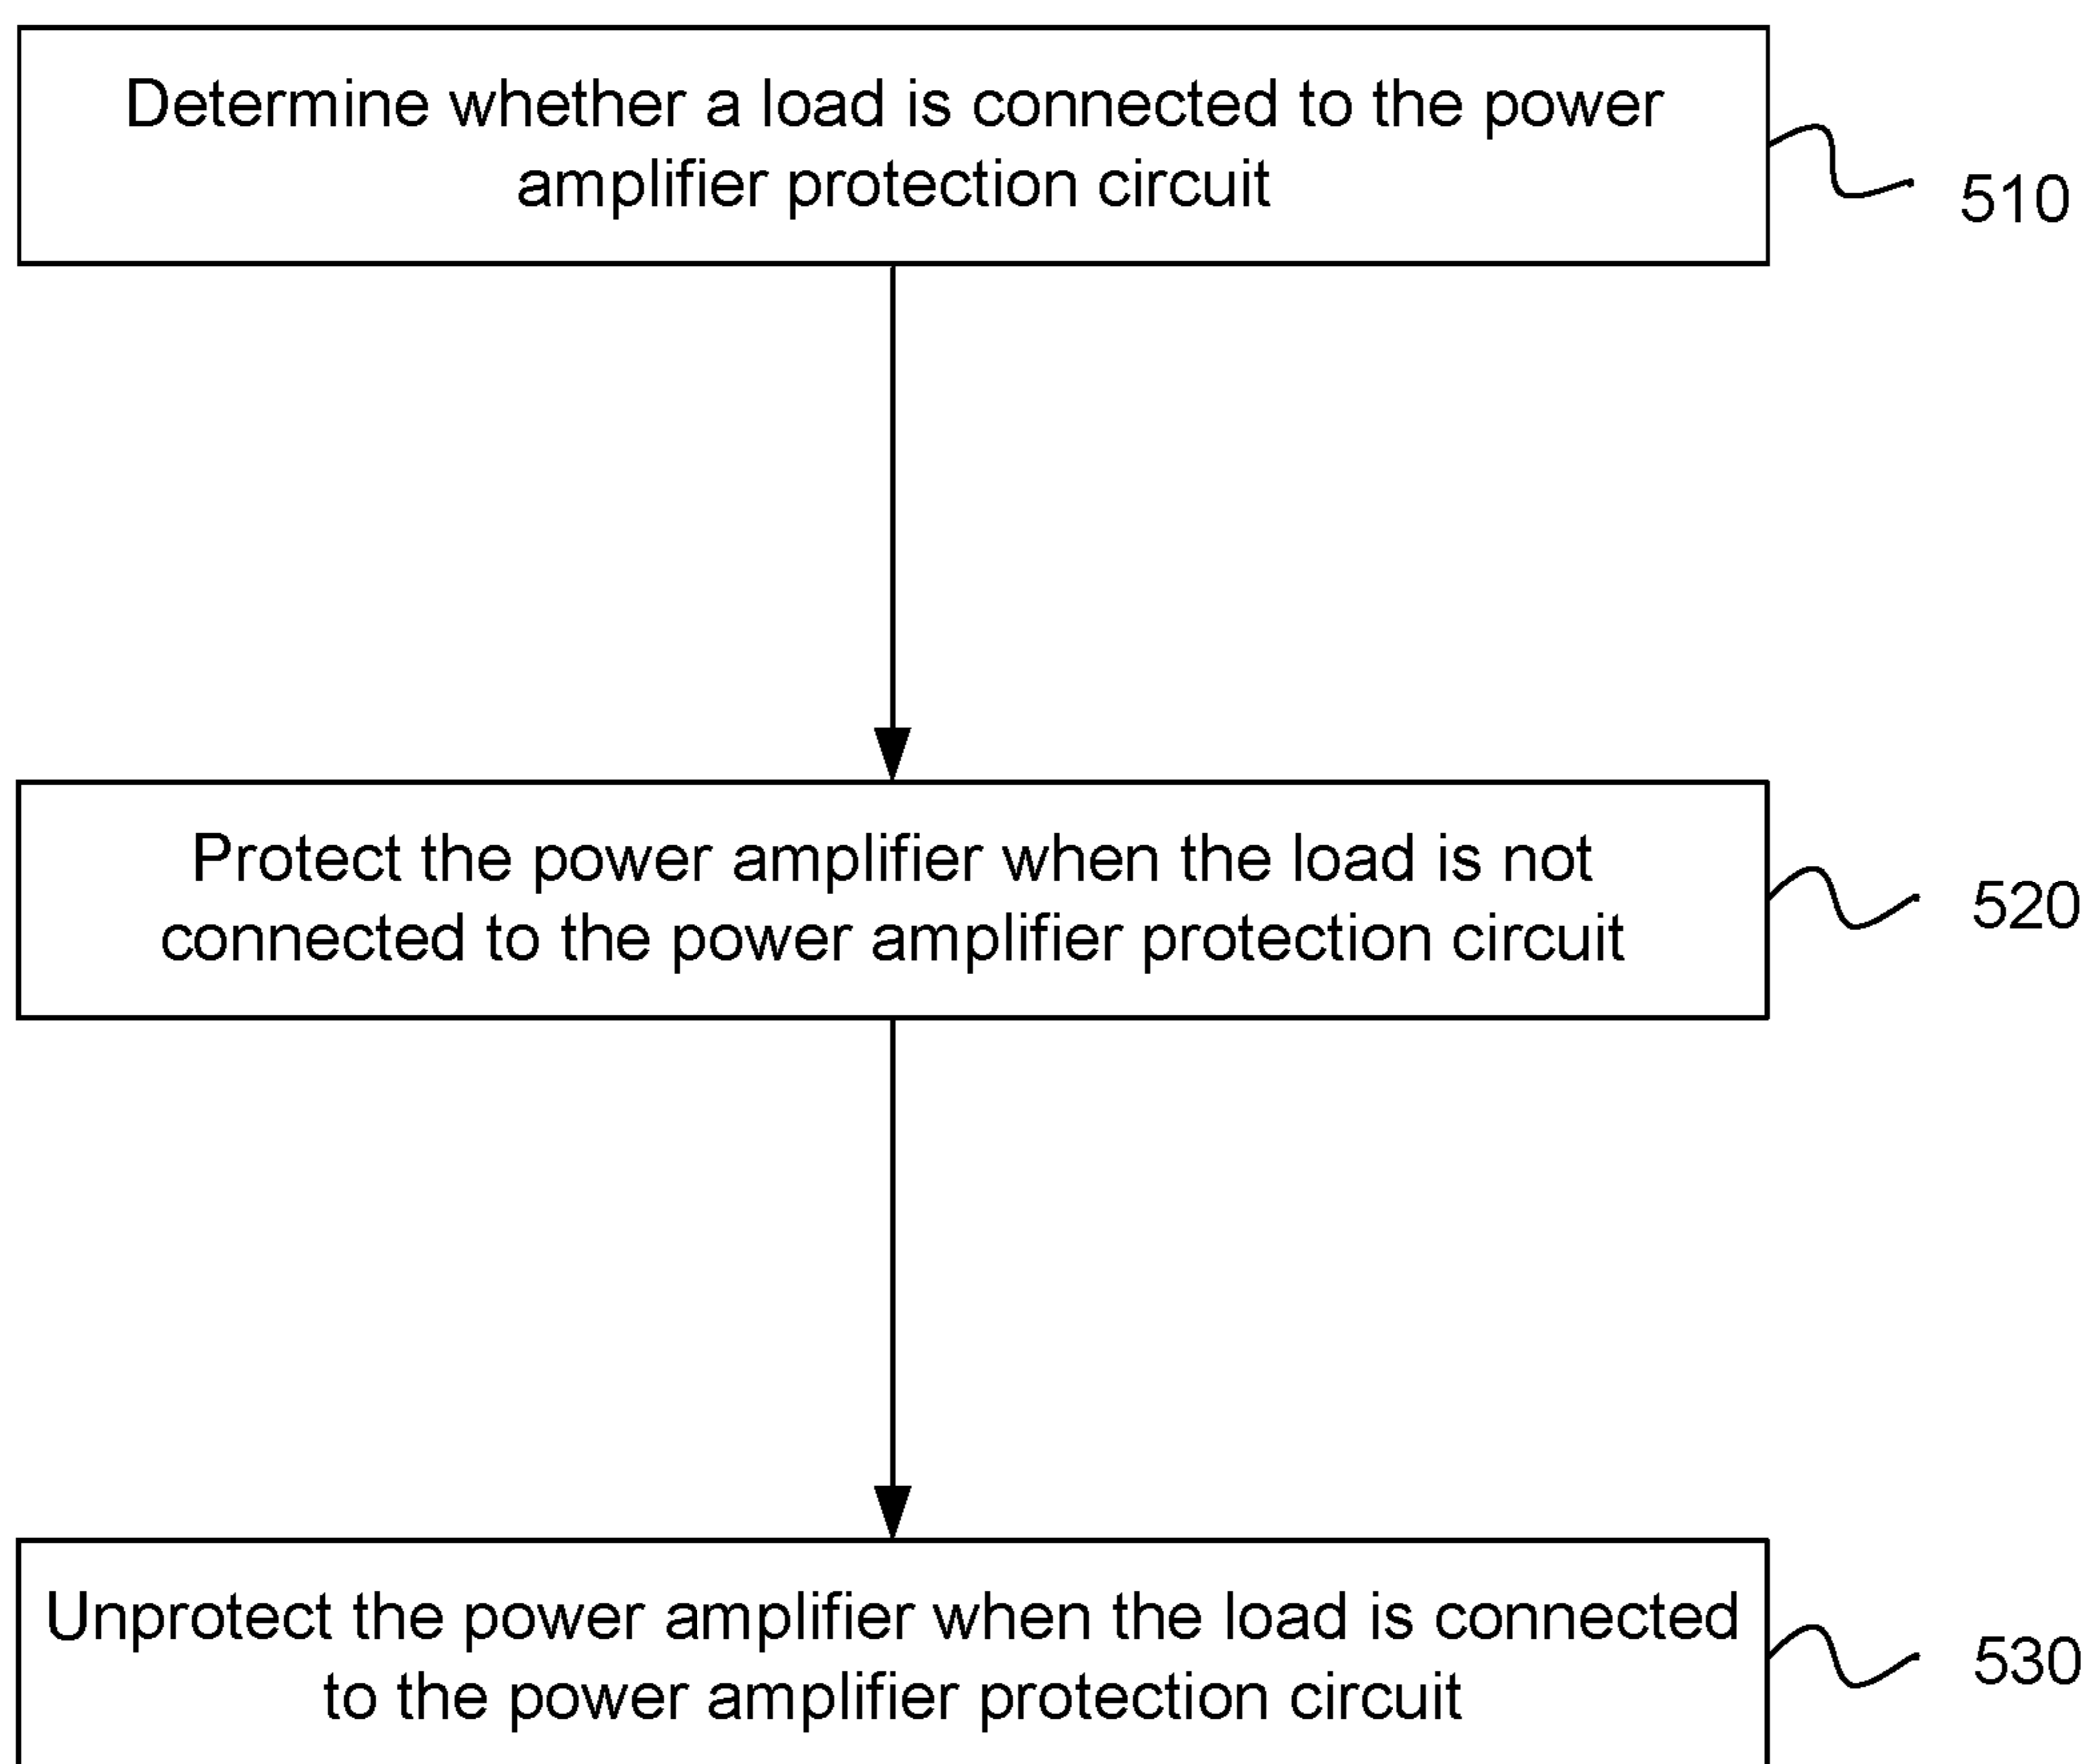 Determine whether a load is connected to the power
amplifier protection circuit
510
Protect the power amplifier when the load is not
connected to the power amplifier protection circuit
520
Unprotect the power amplifier when the load is connected
to the power amplifier protection circuit
530